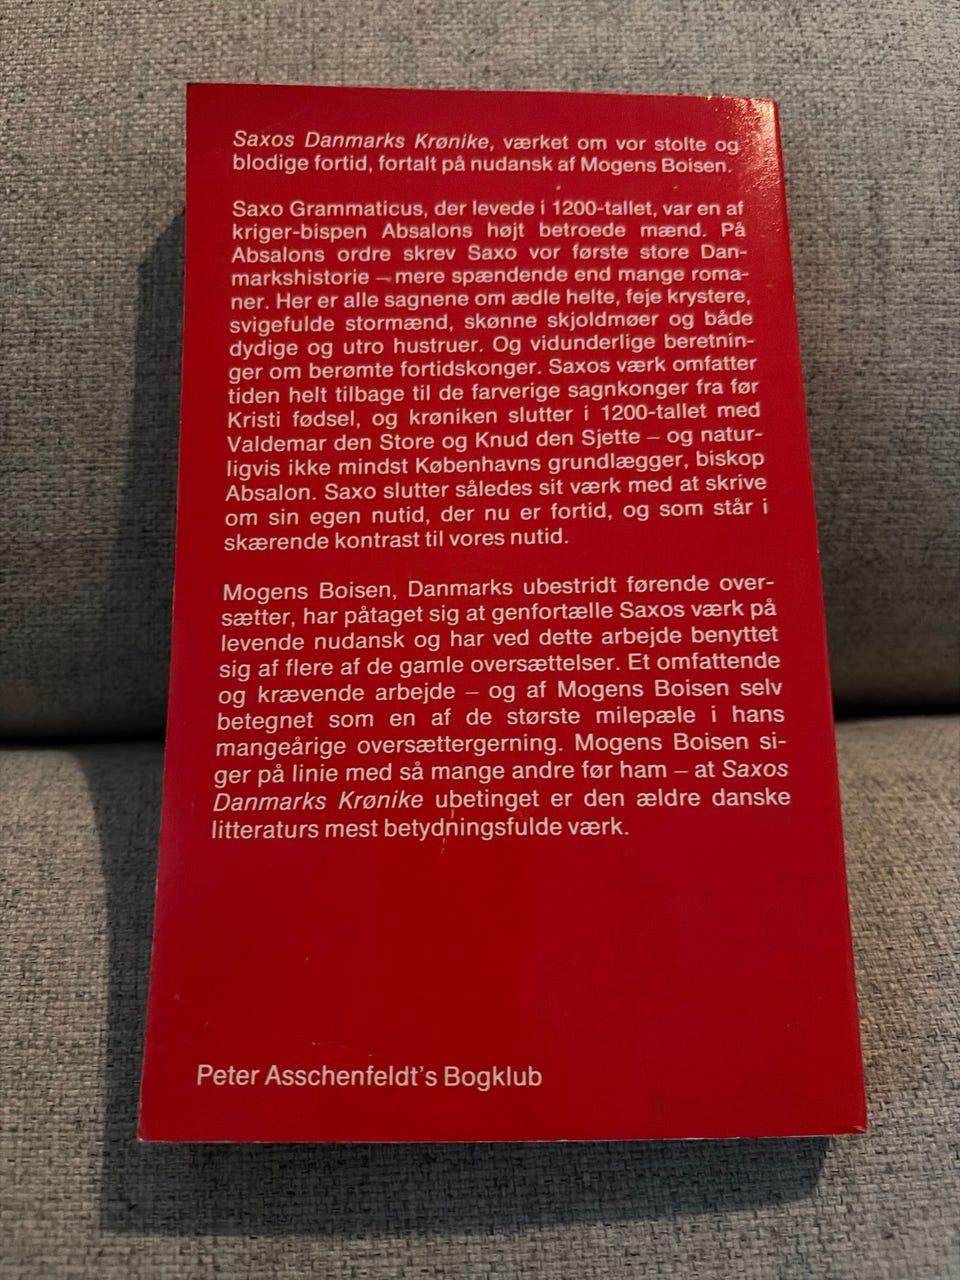 Saxos Danmarks Krønike, værket om vor stolte og
blodige fortid, fortalt på nudansk af Mogens Boisen.
Saxo Grammaticus, der levede i 1200-tallet, var en af
kriger-bispen Absalons højt betroede mænd. På
Absalons ordre skrev Saxo vor første store Dan-
markshistorie – mere spændende end mange roma-
ner. Her er alle sagnene om ædle helte, feje krystere,
svigefulde stormænd, skønne skjoldmøer og både
dydige og utro hustruer. Og vidunderlige beretnin-
ger om berømte fortidskonger. Saxos værk omfatter
tiden helt tilbage til de farverige sagnkonger fra før
Kristi fødsel, og krøniken slutter i 1200-tallet med
Valdemar den Store og Knud den Sjette – og natur-
ligvis ikke mindst Københavns grundlægger, biskop
Absalon. Saxo slutter således sit værk med at skrive
om sin egen nutid, der nu er fortid, og som står i
skærende kontrast til vores nutid.
Mogens Boisen, Danmarks ubestridt førende over-
sætter, har påtaget sig at genfortælle Saxos værk på
levende nudansk og har ved dette arbejde benyttet
sig af flere af de gamle oversættelser. Et omfattende
og krævende arbejde – og af Mogens Boisen selv
betegnet som en af de største milepæle i hans
mangeårige oversættergerning. Mogens Boisen si-
ger på linie med så mange andre før ham – at Saxos
Danmarks Krønike ubetinget er den ældre danske
litteraturs mest betydningsfulde værk.
Peter Asschenfeldt's Bogklub